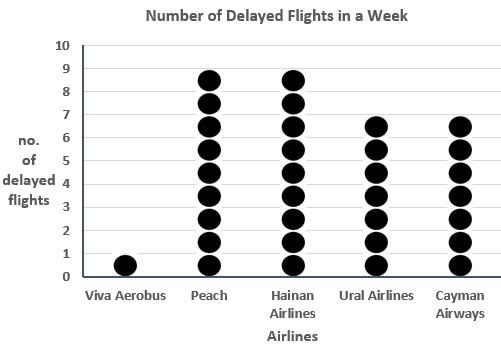 Number of Delayed Flights in a Week
10
9
8
7
6
5
4
3
2
1
0
no.
of
delayed
flights
Viva Aerobus
Peach
Hainan
Airlines
Ural Airlines
Cayman
Airways
Airlines